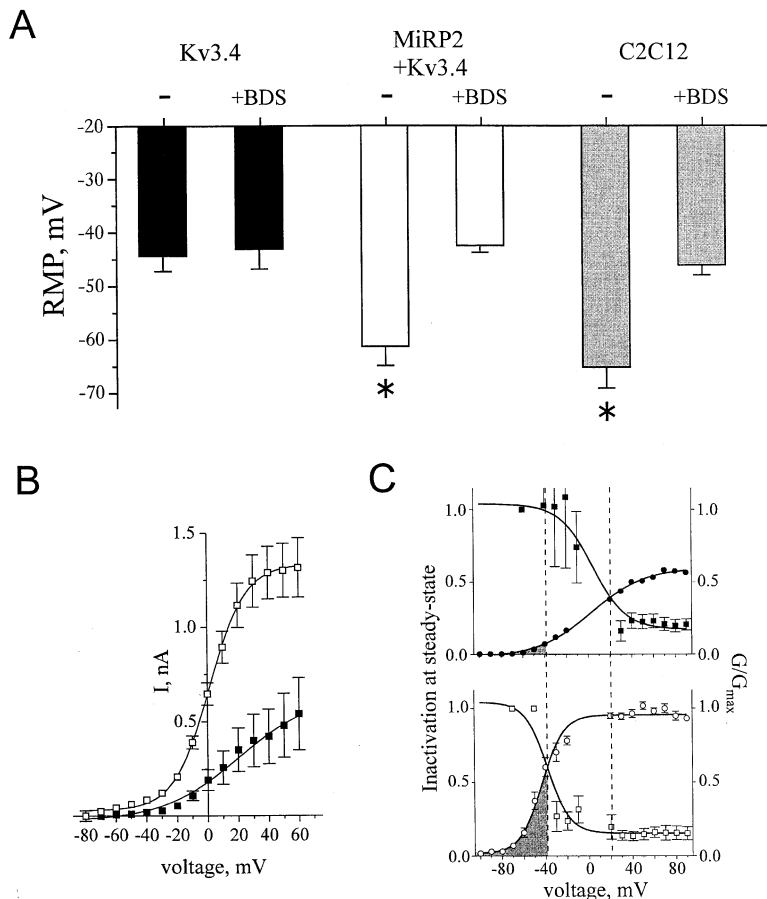 A
Kv3.4
MiRP2
+Kv3.4
C2C12
-
+BDS
-
+BDS
-
+BDS
-20
-30
-40
-50
-60
-70
RMP, mV
*
*
B
1.5
1.0
0.5
I, nA
-80 -60 -40 -20 0 20 40 60
voltage, mV
C
1.0
0.5
0.0
1.0
0.5
0.0
Inactivation at steady-state
1.0
0.5
0.0
1.0
0.5
0.0
G/Gmax
-80 -40 0 40 80
voltage, mV